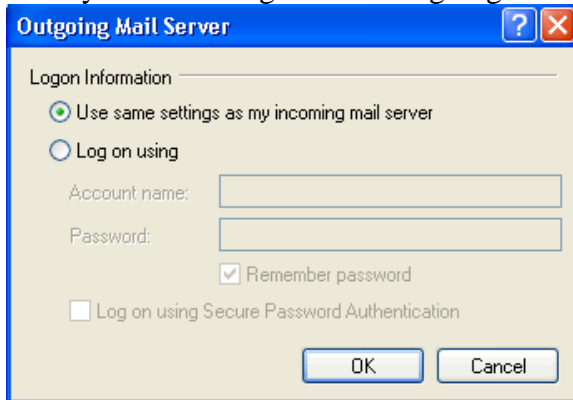 Outgoing Mail Server
Logon Information
Use same settings as my incoming mail server
Log on using
Account name:
Password:
Remember password
Log on using Secure Password Authentication
OK Cancel